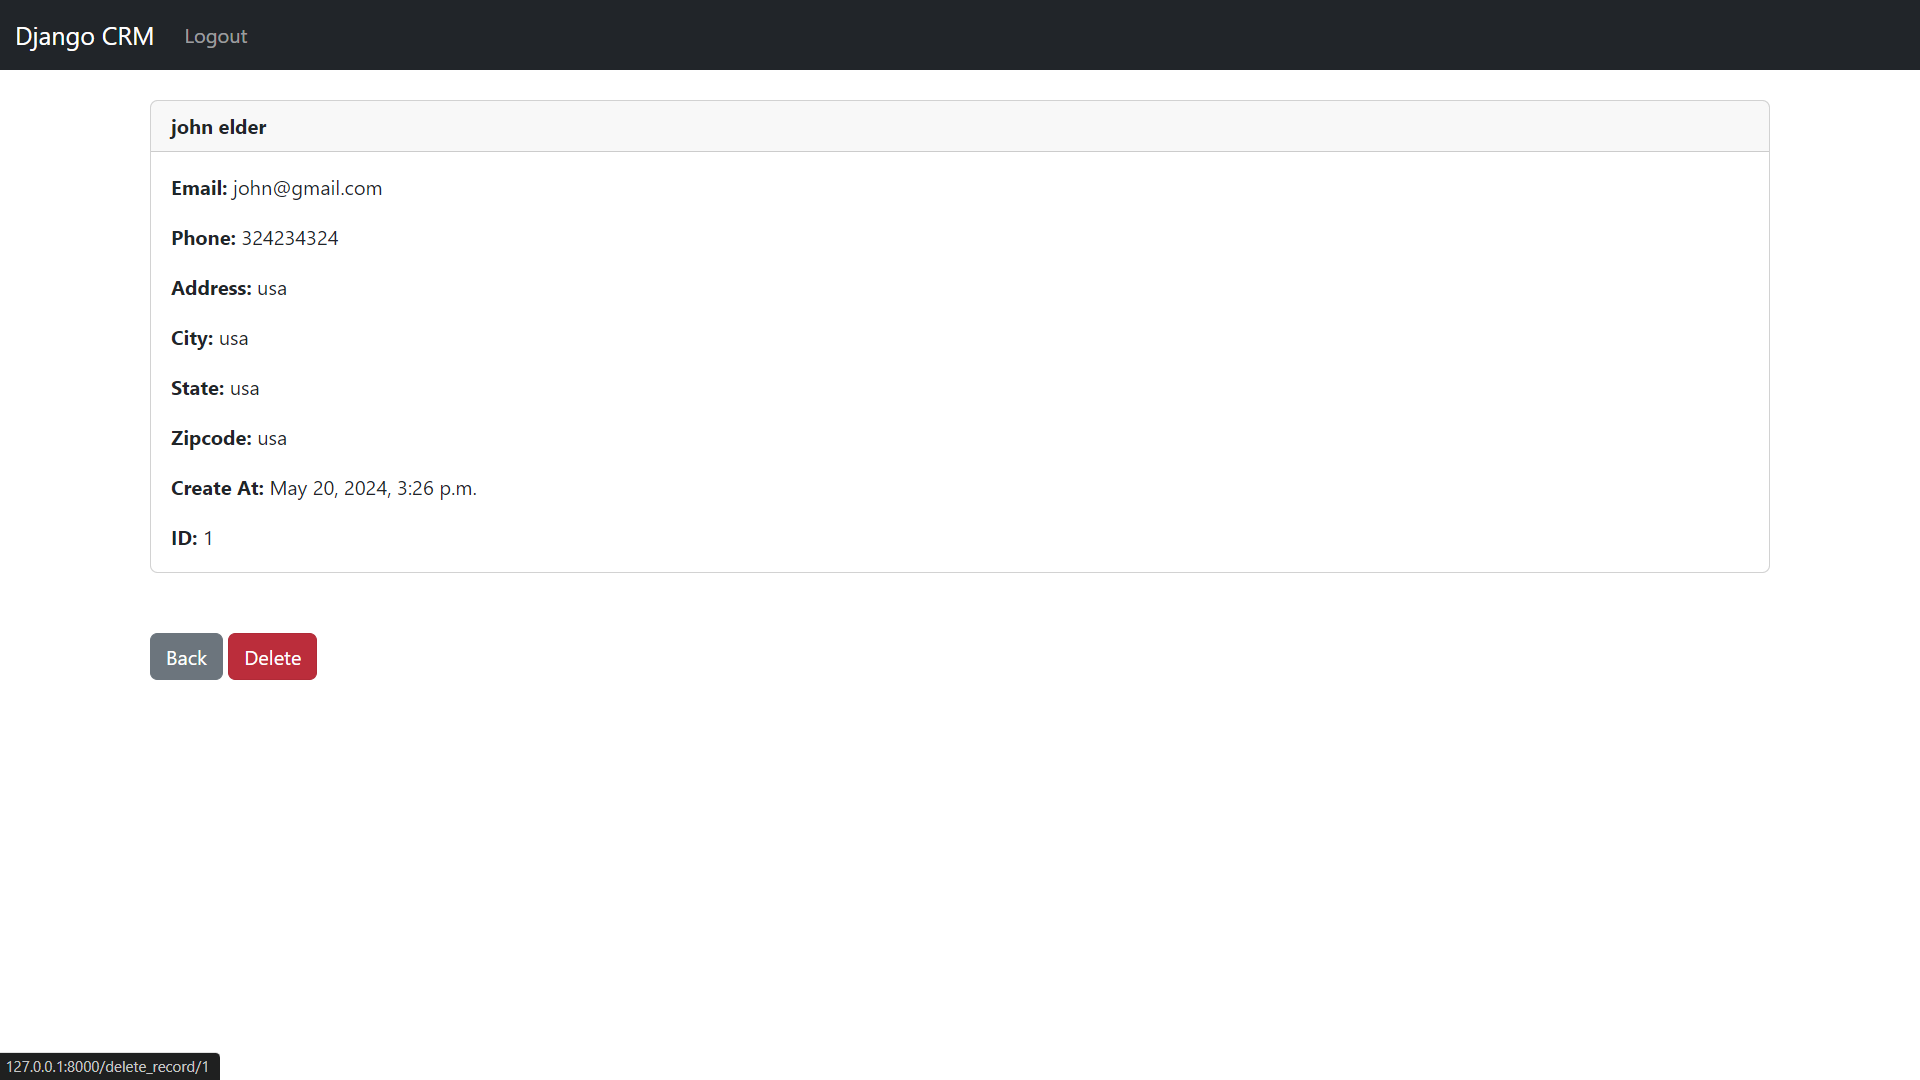 Django CRM Logout
john elder
Email: john@gmail.com
Phone: 324234324
Address: usa
City: usa
State: usa
Zipcode: usa
Create At: May 20, 2024, 3:26 p.m.
ID: 1
Back Delete
127.0.0.1:8000/delete_record/1